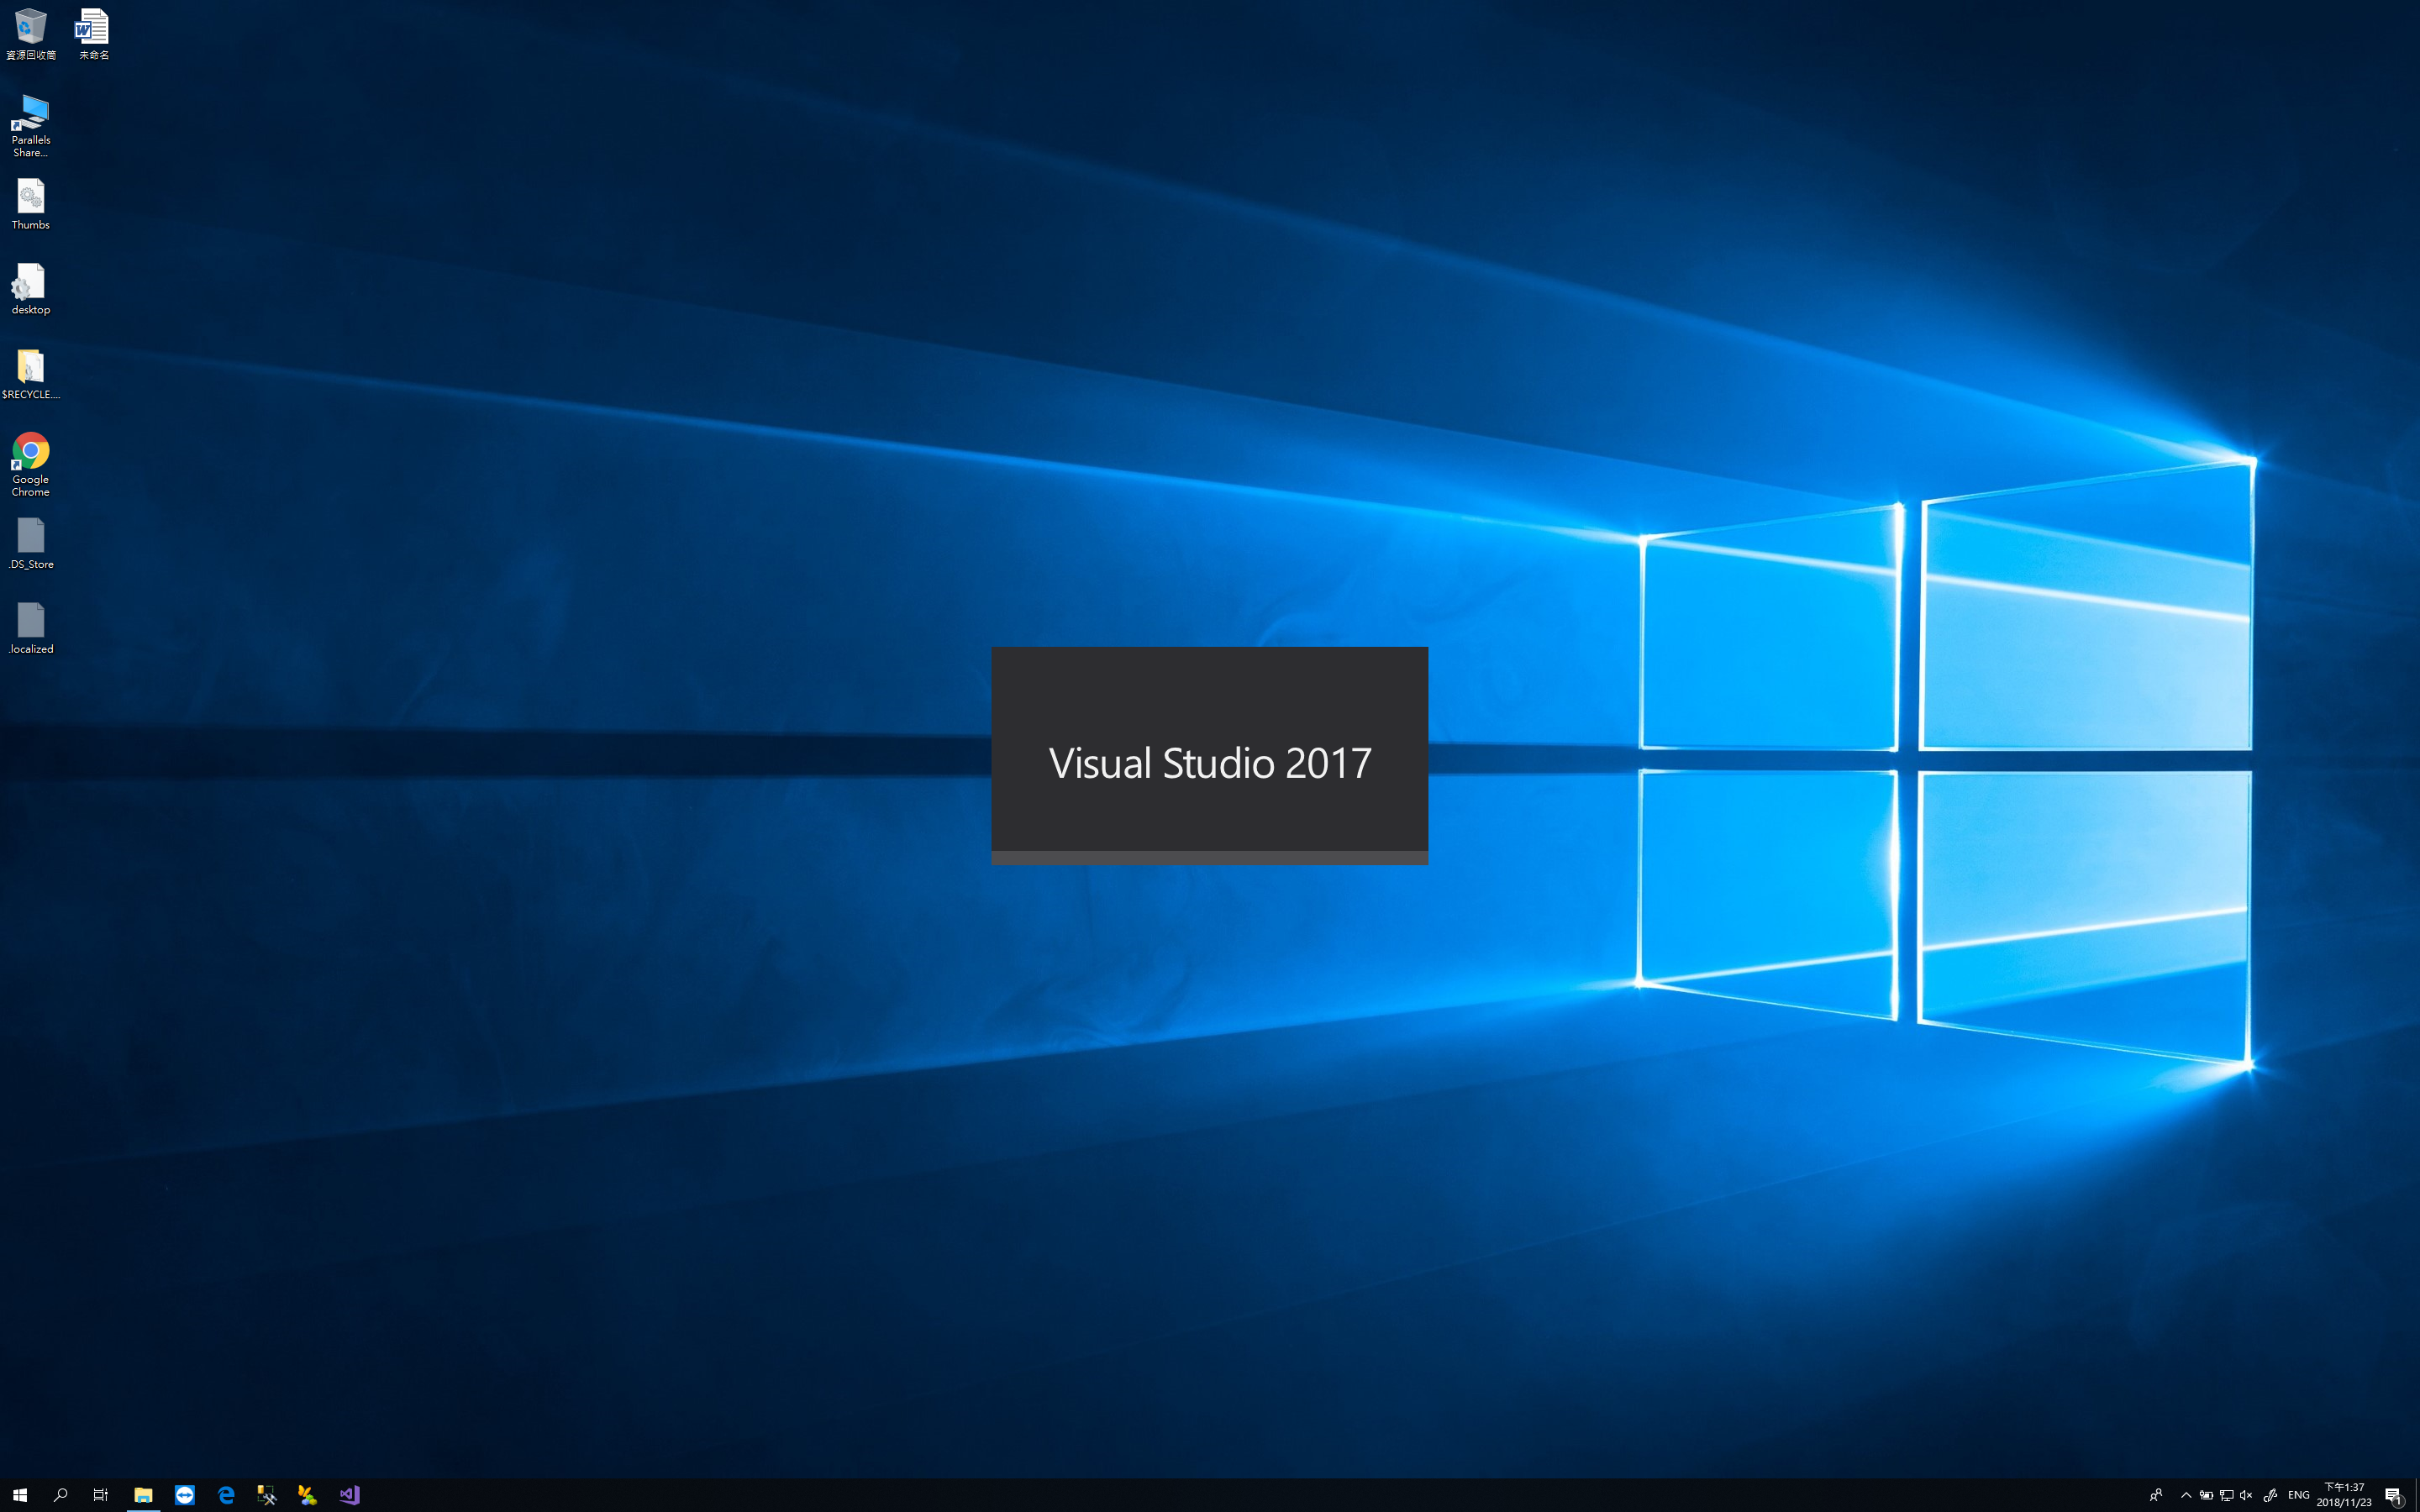 資源回收筒
未命名
Parallels
Share...
Thumbs
desktop
$RECYCLE....
Google
Chrome
.DS_Store
.localized
Visual Studio 2017
ENG
下午1:37
2018/11/23
1